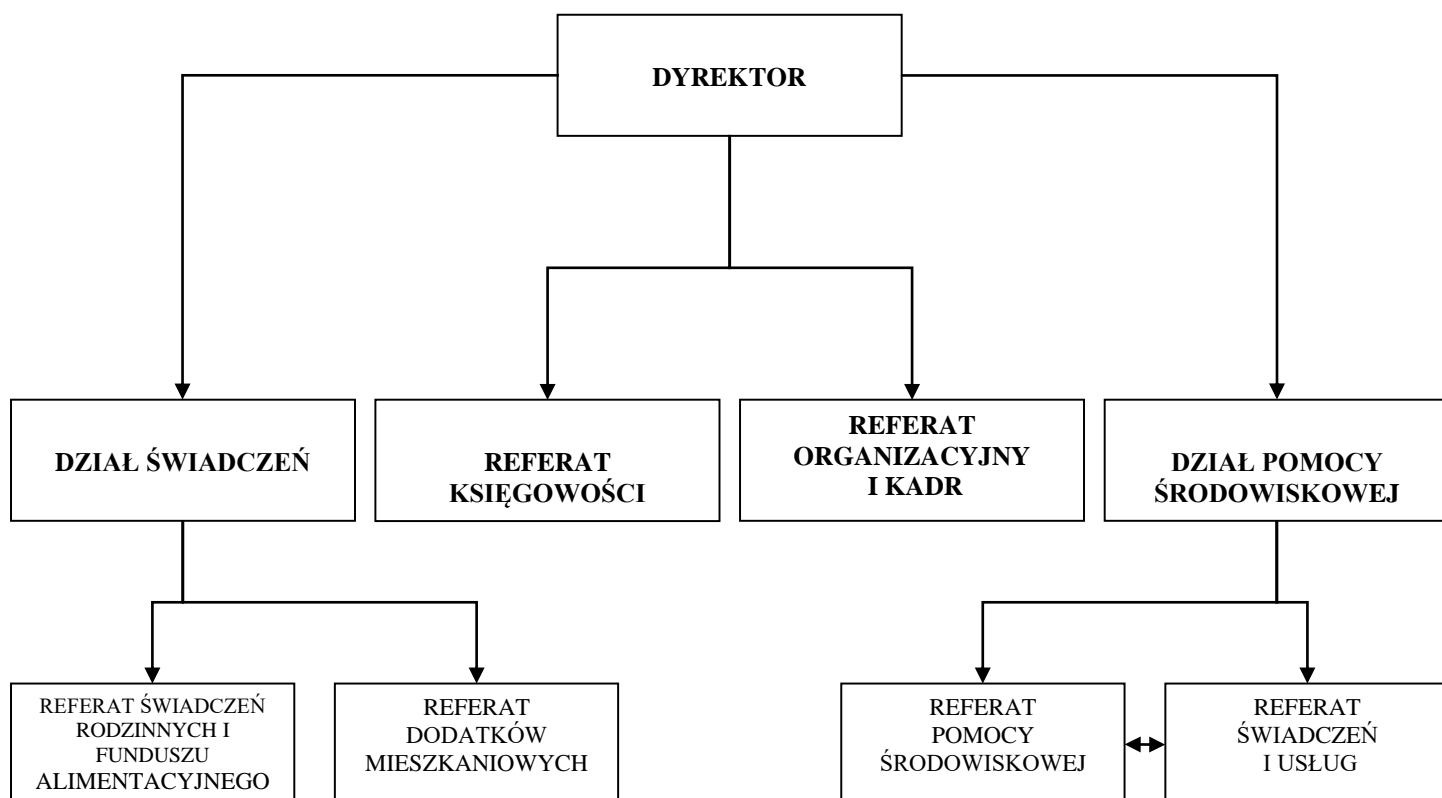 DYREKTOR
DZIAŁ ŚWIADCZEŃ
REFERAT
KSIĘGOWOŚCI
REFERAT
ORGANIZACYJNY
I KADR
DZIAŁ POMOCY
ŚRODOWISKOWEJ
REFERAT ŚWIADCZEŃ
RODZINNYCH I
FUNDUSZU
ALIMENTACYJNEGO
REFERAT
DODATKÓW
MIESZKANIOWYCH
REFERAT
POMOCY
ŚRODOWISKOWEJ
REFERAT
ŚWIADCZEŃ
I USŁUG